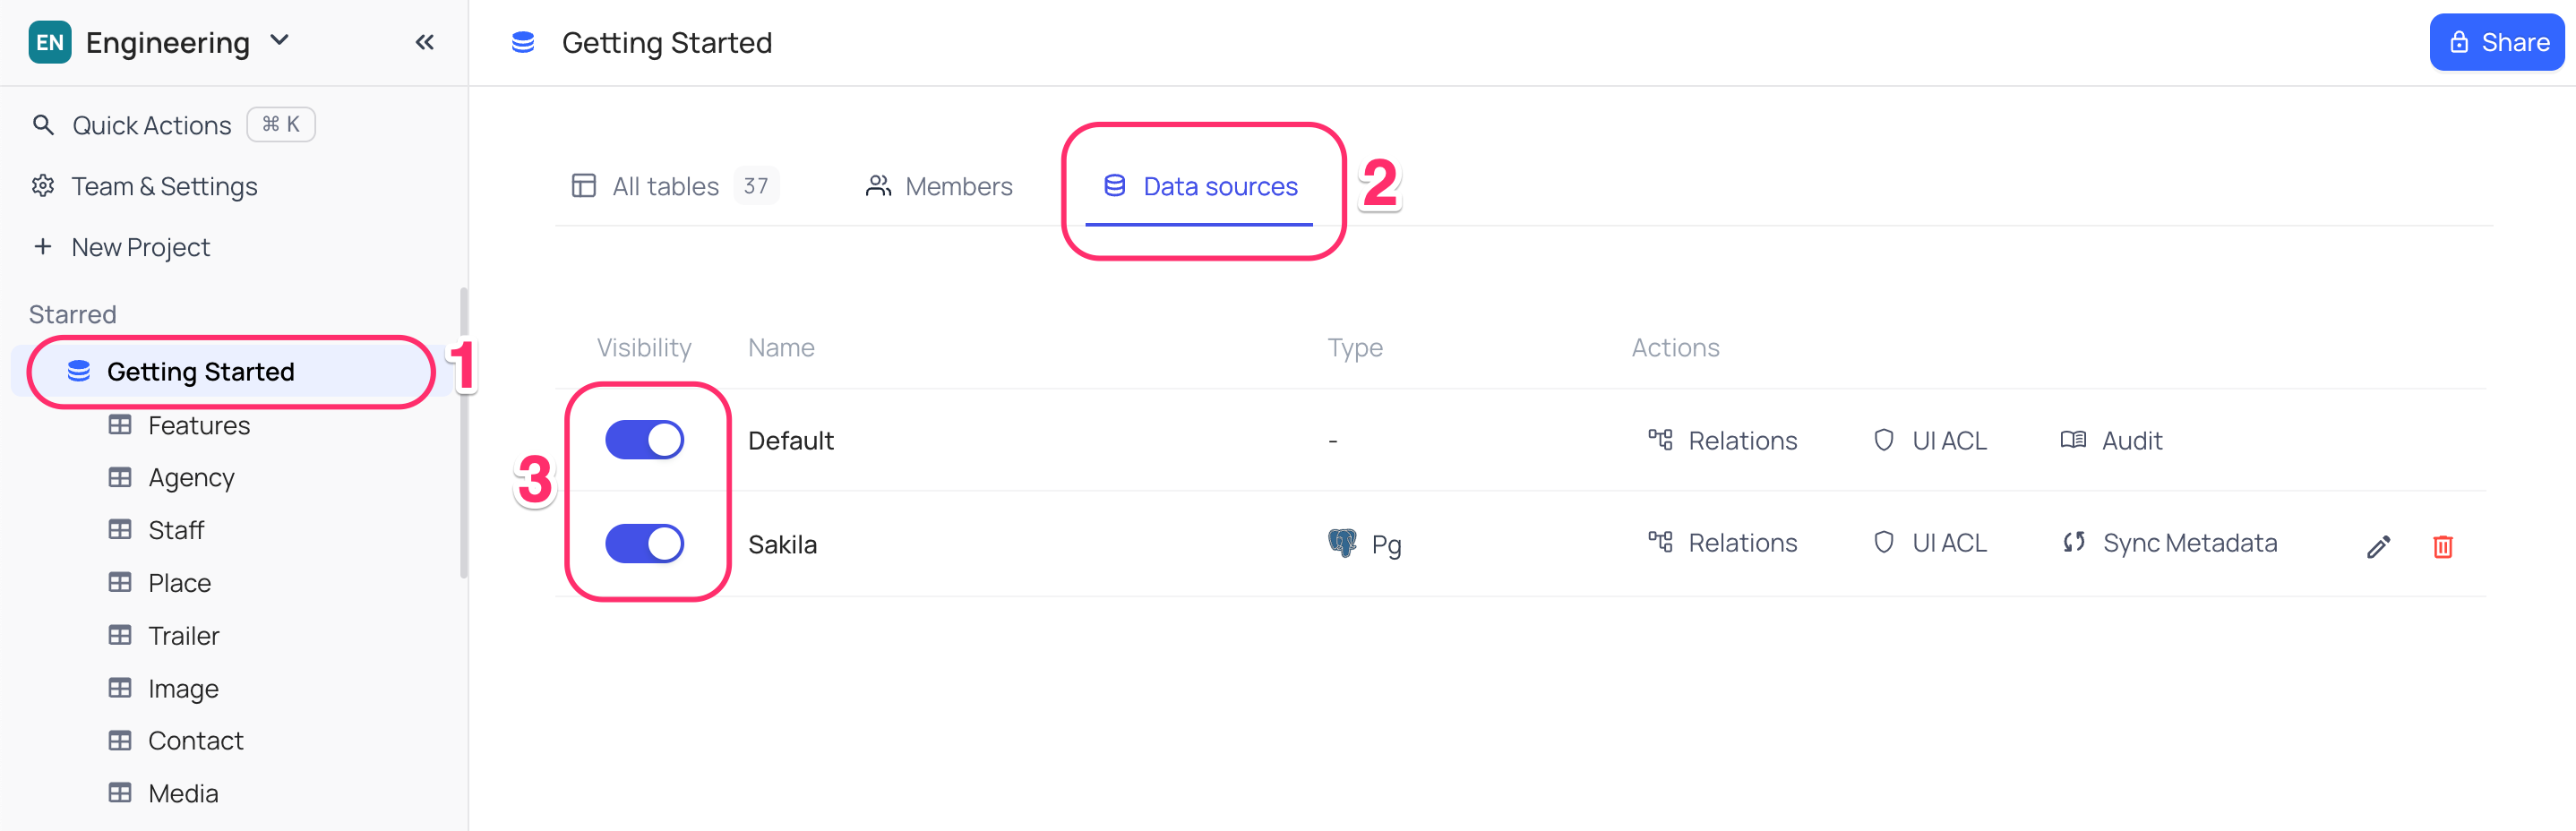 EN Engineering
Getting Started
Share
Quick Actions ⌘ K
Team & Settings
+ New Project
Starred
Getting Started
1
Features
Agency
Staff
Place
Trailer
Image
Contact
Media
All tables 37
Members
Data sources
2
Visibility Name Type Actions
3
Default - Relations UI ACL Audit
Sakila Pg Relations UI ACL Sync Metadata